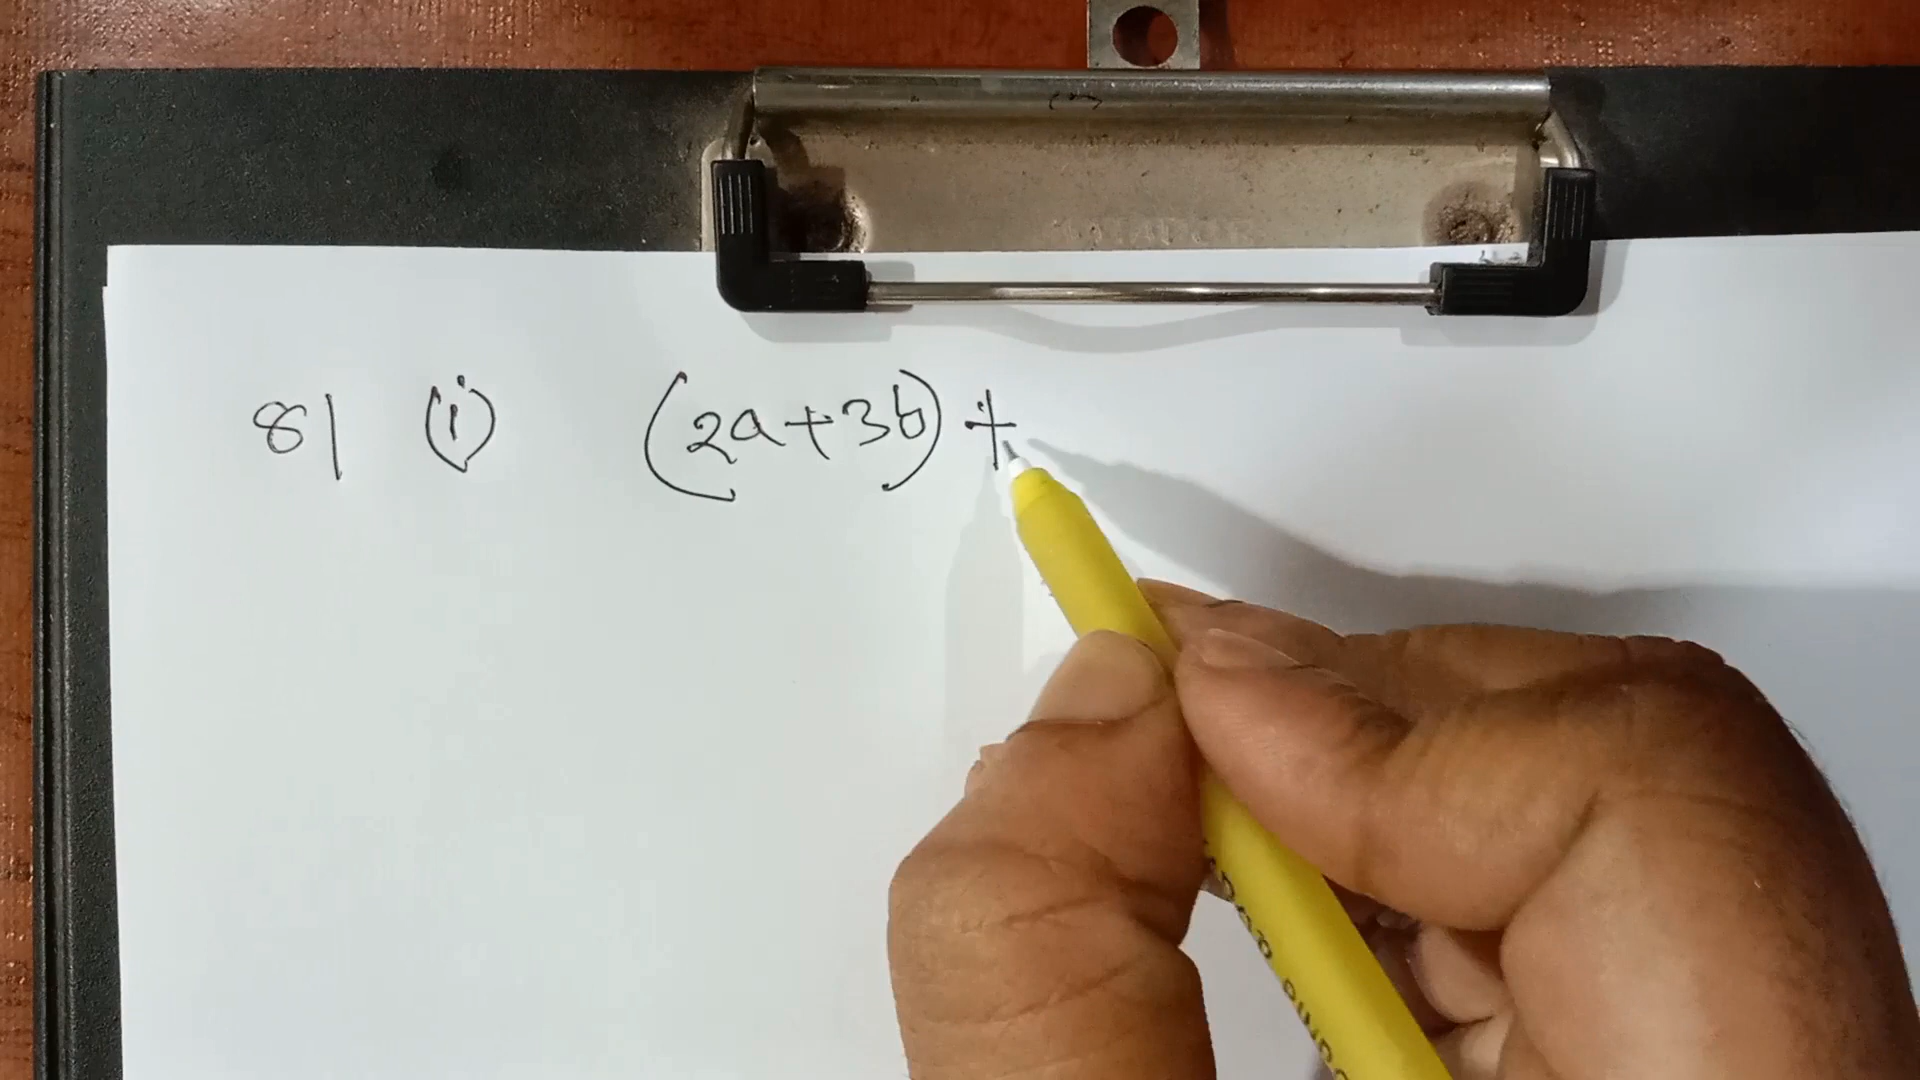 8| (i) (2a+3b) +